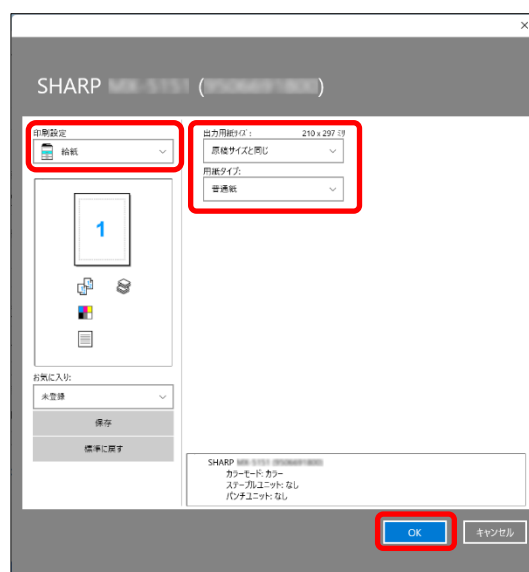 SHARP
印刷設定
給紙
出力用紙ｻｲｽﾞ: 210 x 297 ﾐﾘ
原稿サイズと同じ
用紙タイプ:
普通紙
1
お気に入り:
未登録
保存
標準に戻す
SHARP
カラーモード: カラー
ステープルユニット: なし
パンチユニット: なし
OK
キャンセル